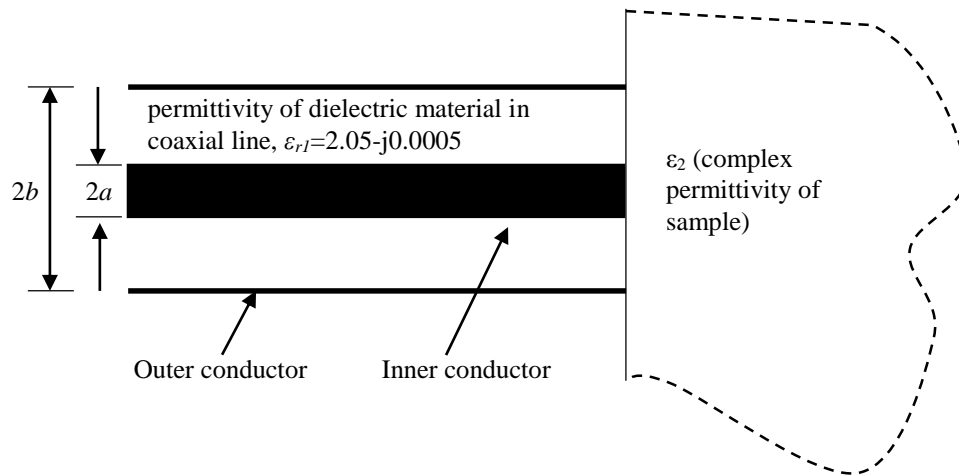 permittivity of dielectric material in
coaxial line, εr1=2.05-j0.0005
ε2 (complex
permittivity of
sample)
2b
2a
Outer conductor
Inner conductor